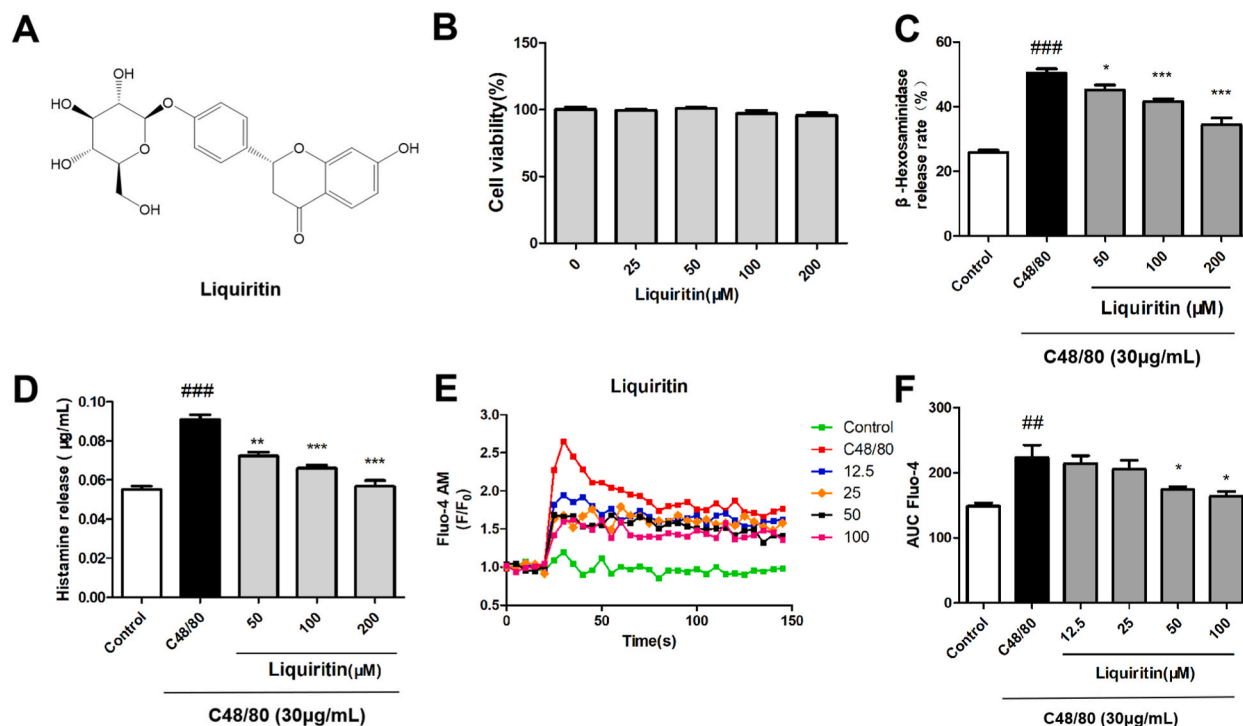 A
OH
HO
O
HO
O
HO
OH
O
OH
O
Liquiritin
B
Cell viability(%)
150
100
50
0
0
25
50
100
200
Liquiritin(μM)
C
β -Hexosaminidase
release rate (%)
60
40
20
0
###
*
***
***
Control
C48/80
50
100
200
Liquiritin (μM)
C48/80 (30μg/mL)
D
Histamine release ( μg/mL)
0.10
0.08
0.06
0.04
0.02
0.00
###
**
***
***
Control
C48/80
50
100
200
Liquiritin(μM)
C48/80 (30μg/mL)
E
Liquiritin
Fluo-4 AM
(F/F0)
3.0
2.5
2.0
1.5
1.0
0.5
0
50
100
150
Time(s)
Control
C48/80
12.5
25
50
100
F
AUC Fluo-4
300
200
100
0
##
*
*
Control
C48/80
12.5
25
50
100
Liquiritin(μM)
C48/80 (30μg/mL)